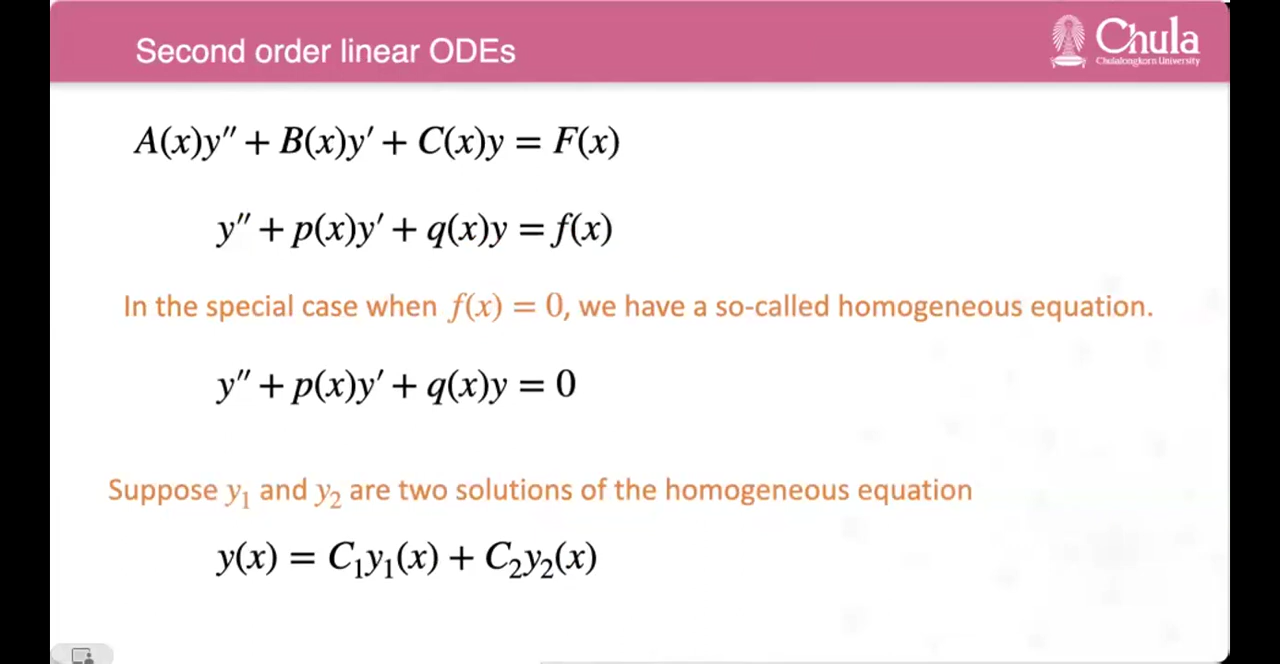 Second order linear ODEs
Chula
Chulalongkorn University
A(x)y″ + B(x)y′ + C(x)y = F(x)
y″ + p(x)y′ + q(x)y = f(x)
In the special case when f(x) = 0, we have a so-called homogeneous equation.
y″ + p(x)y′ + q(x)y = 0
Suppose y₁ and y₂ are two solutions of the homogeneous equation
y(x) = C₁y₁(x) + C₂y₂(x)